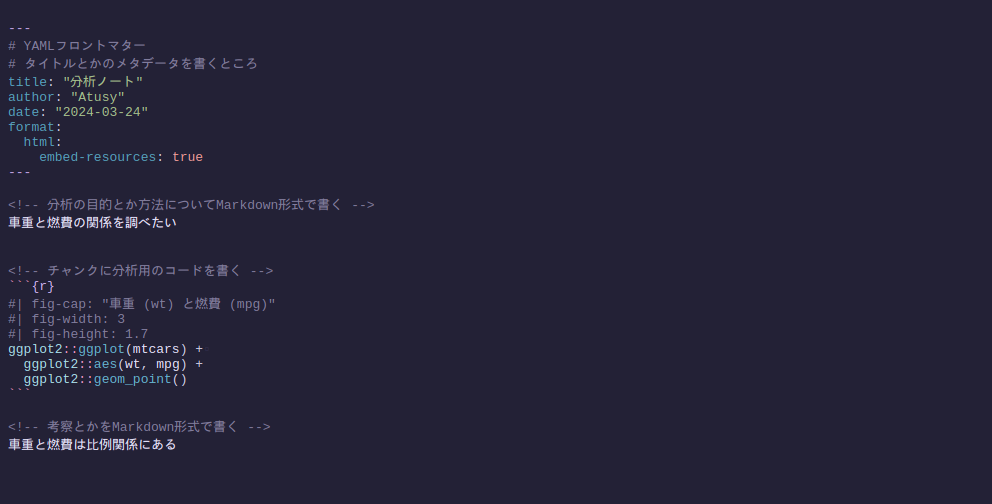 ---
# YAMLフロントマター
# タイトルとかのメタデータを書くところ
title: "分析ノート"
author: "Atusy"
date: "2024-03-24"
format:
  html:
    embed-resources: true
---
<!-- 分析の目的とか方法についてMarkdown形式で書く -->
車重と燃費の関係を調べたい
<!-- チャンクに分析用のコードを書く -->
```{r}
#| fig-cap: "車重 (wt) と燃費 (mpg)"
#| fig-width: 3
#| fig-height: 1.7
ggplot2::ggplot(mtcars) +
  ggplot2::aes(wt, mpg) +
  ggplot2::geom_point()
```
<!-- 考察とかをMarkdown形式で書く -->
車重と燃費は比例関係にある